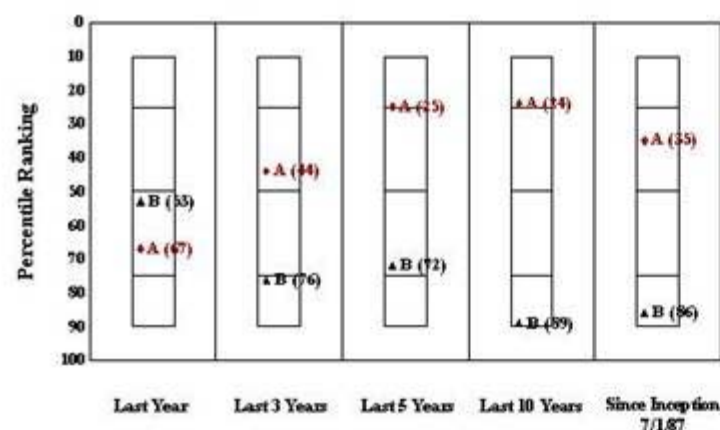 Percentile Ranking
0
10
20
30
40
50
60
70
80
90
100
B (53)
A (67)
A (44)
B (76)
A (25)
B (72)
A (24)
B (89)
A (35)
B (86)
Last Year
Last 3 Years
Last 5 Years
Last 10 Years
Since Inception
7/1/87